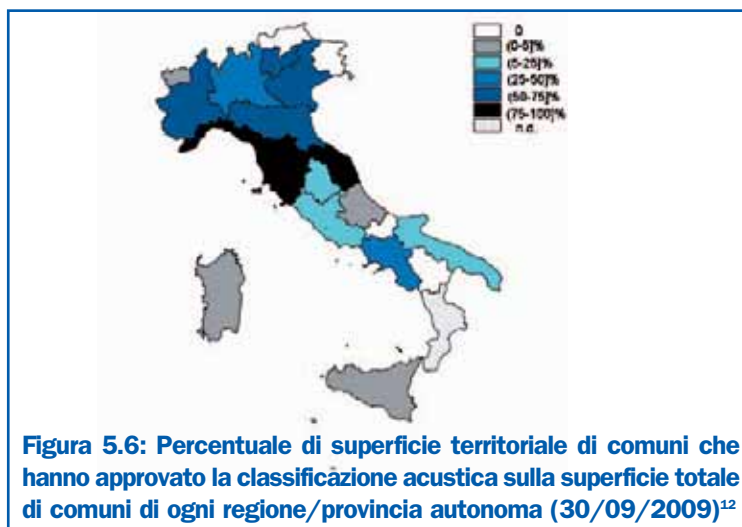 0
(0-5]%
(5-25]%
(25-50]%
(50-75]%
(75-100]%
n.d.
Figura 5.6: Percentuale di superficie territoriale di comuni che
hanno approvato la classificazione acustica sulla superficie totale
di comuni di ogni regione/provincia autonoma (30/09/2009)¹²